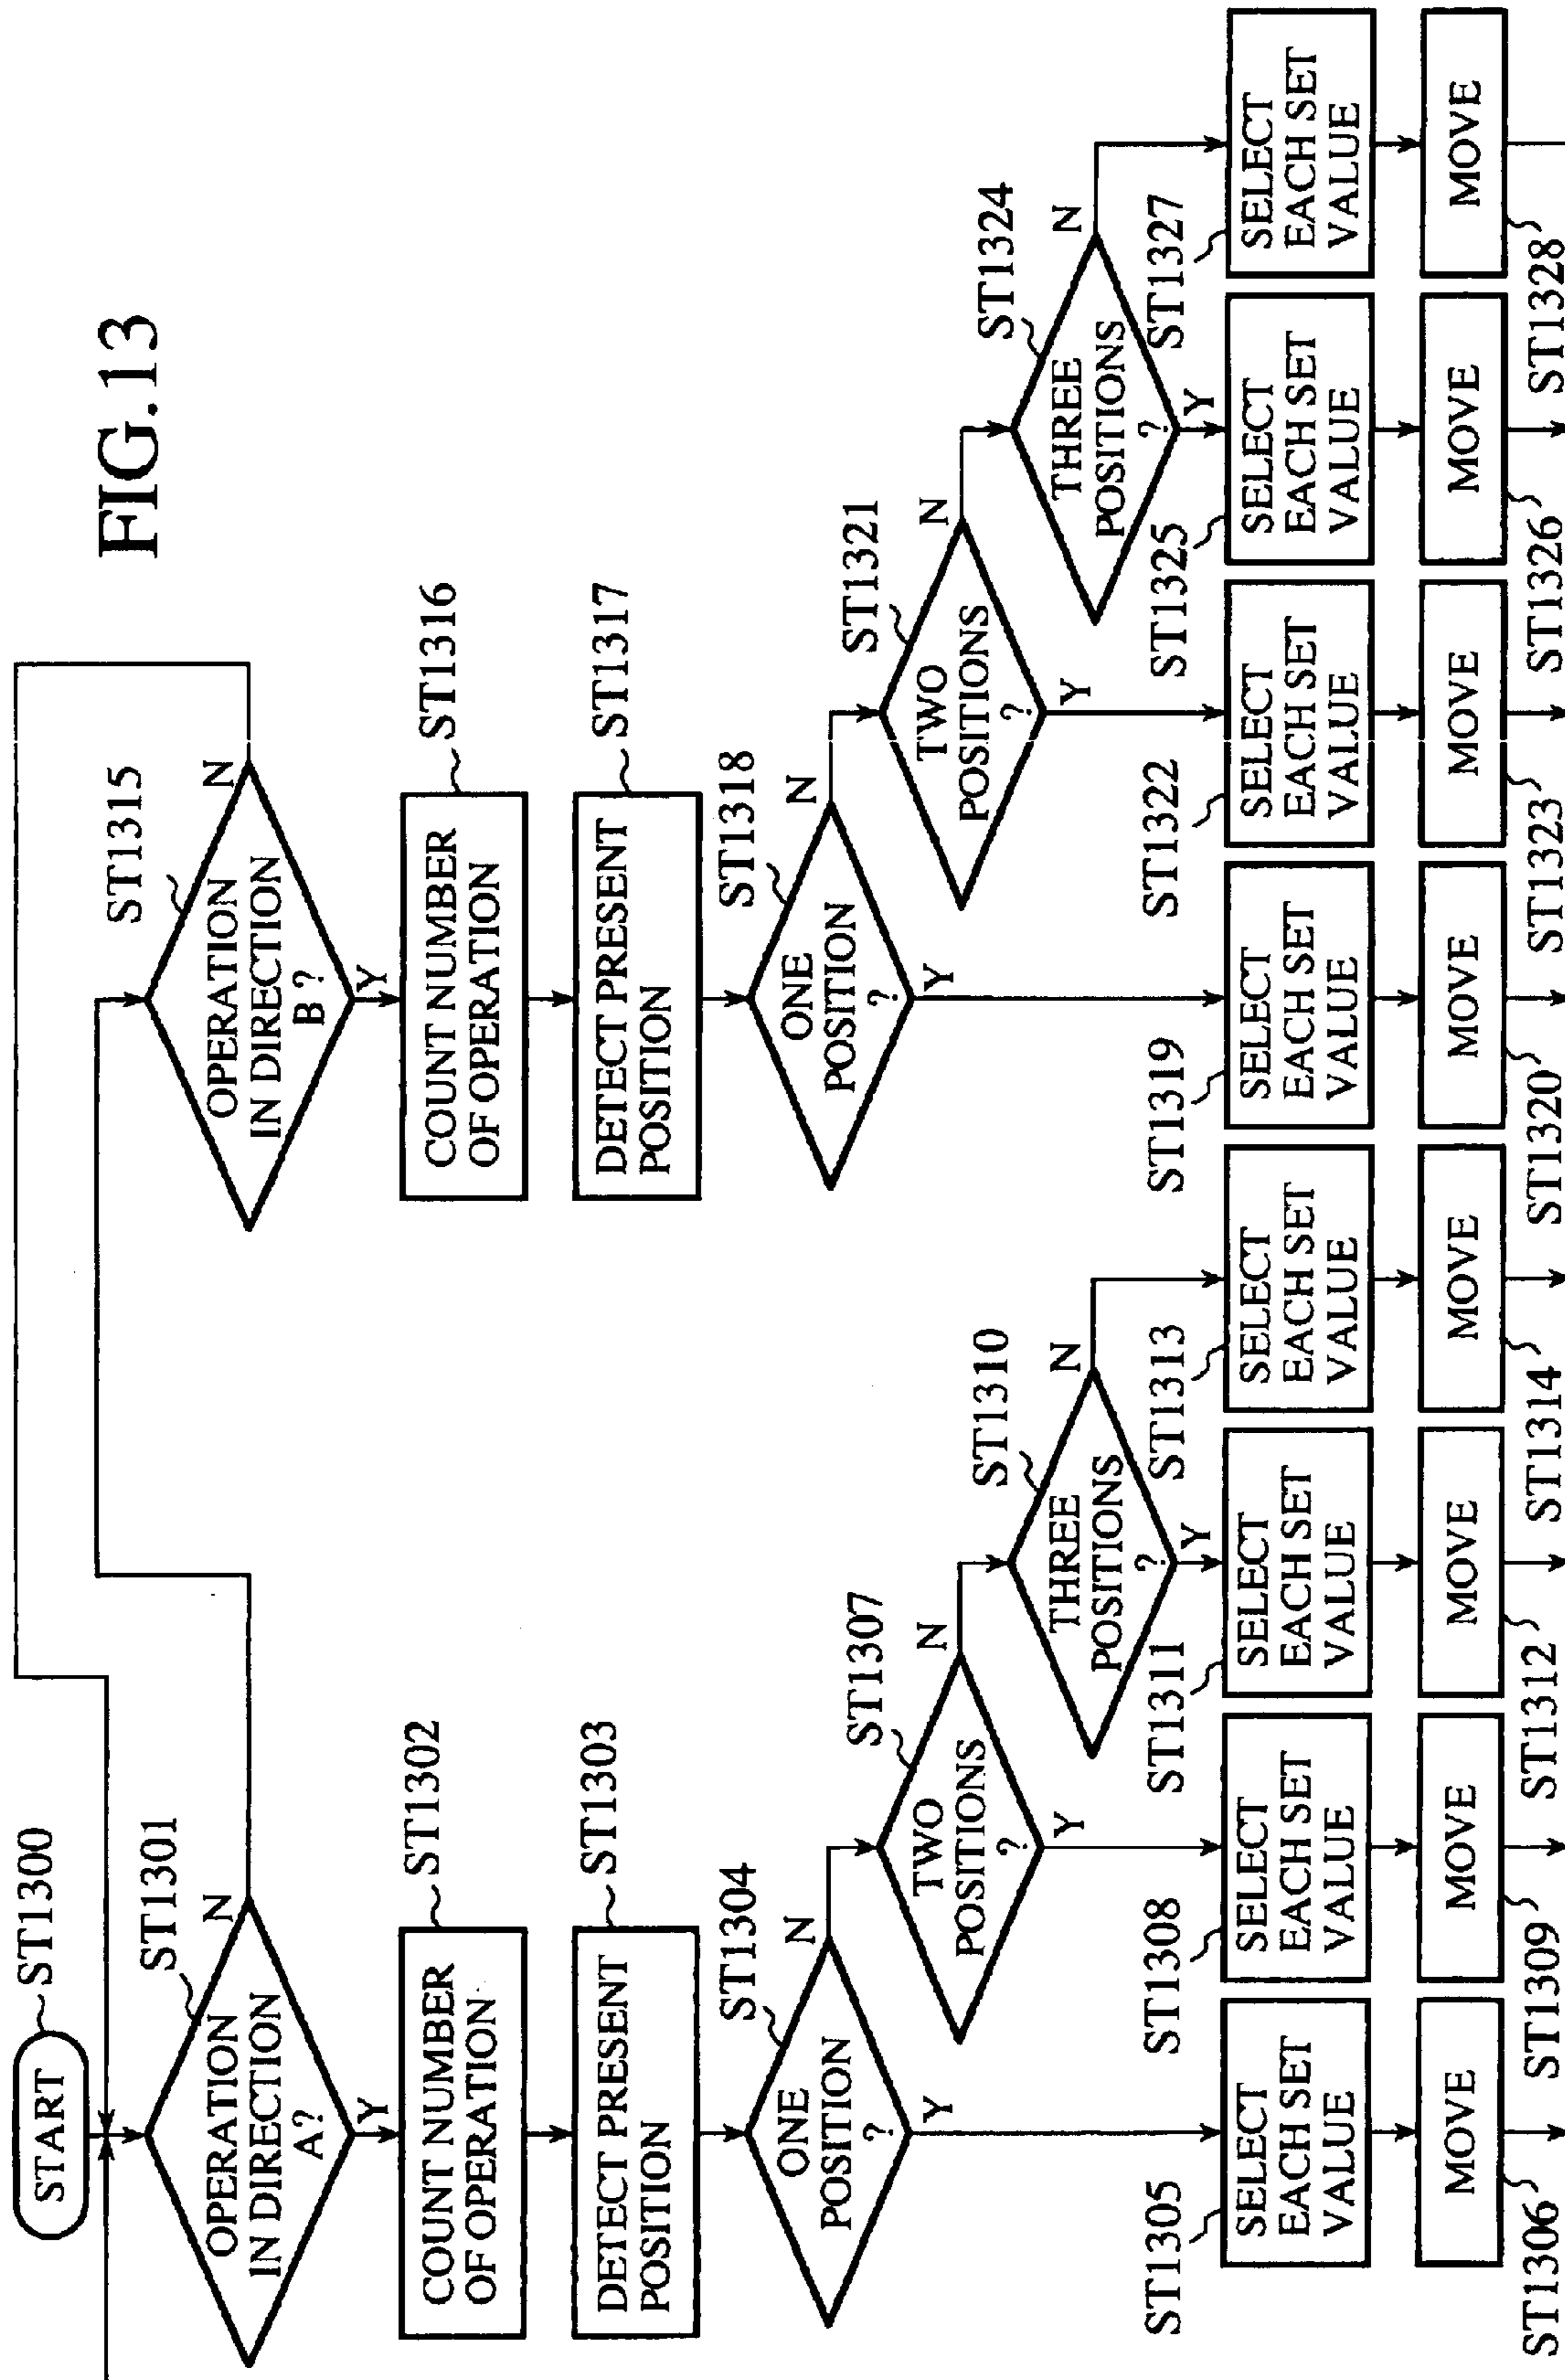 FIG.13
START
ST1300
OPERATION
IN DIRECTION
A?
ST1301
Y
N
COUNT NUMBER
OF OPERATION
ST1302
DETECT PRESENT
POSITION
ST1303
ONE
POSITION
?
ST1304
Y
N
TWO
POSITIONS
?
ST1307
Y
N
THREE
POSITIONS
?
ST1310
Y
N
ST1305
SELECT
EACH SET
VALUE
ST1308
SELECT
EACH SET
VALUE
ST1311
SELECT
EACH SET
VALUE
ST1313
SELECT
EACH SET
VALUE
MOVE
ST1306
MOVE
ST1309
MOVE
ST1312
MOVE
ST1314
OPERATION
IN DIRECTION
B ?
ST1315
Y
N
COUNT NUMBER
OF OPERATION
ST1316
DETECT PRESENT
POSITION
ST1317
ONE
POSITION
?
ST1318
Y
N
TWO
POSITIONS
?
ST1321
Y
N
THREE
POSITIONS
?
ST1324
Y
N
ST1319
SELECT
EACH SET
VALUE
ST1322
SELECT
EACH SET
VALUE
ST1325
SELECT
EACH SET
VALUE
ST1327
SELECT
EACH SET
VALUE
MOVE
ST1320
MOVE
ST1323
MOVE
ST1326
MOVE
ST1328